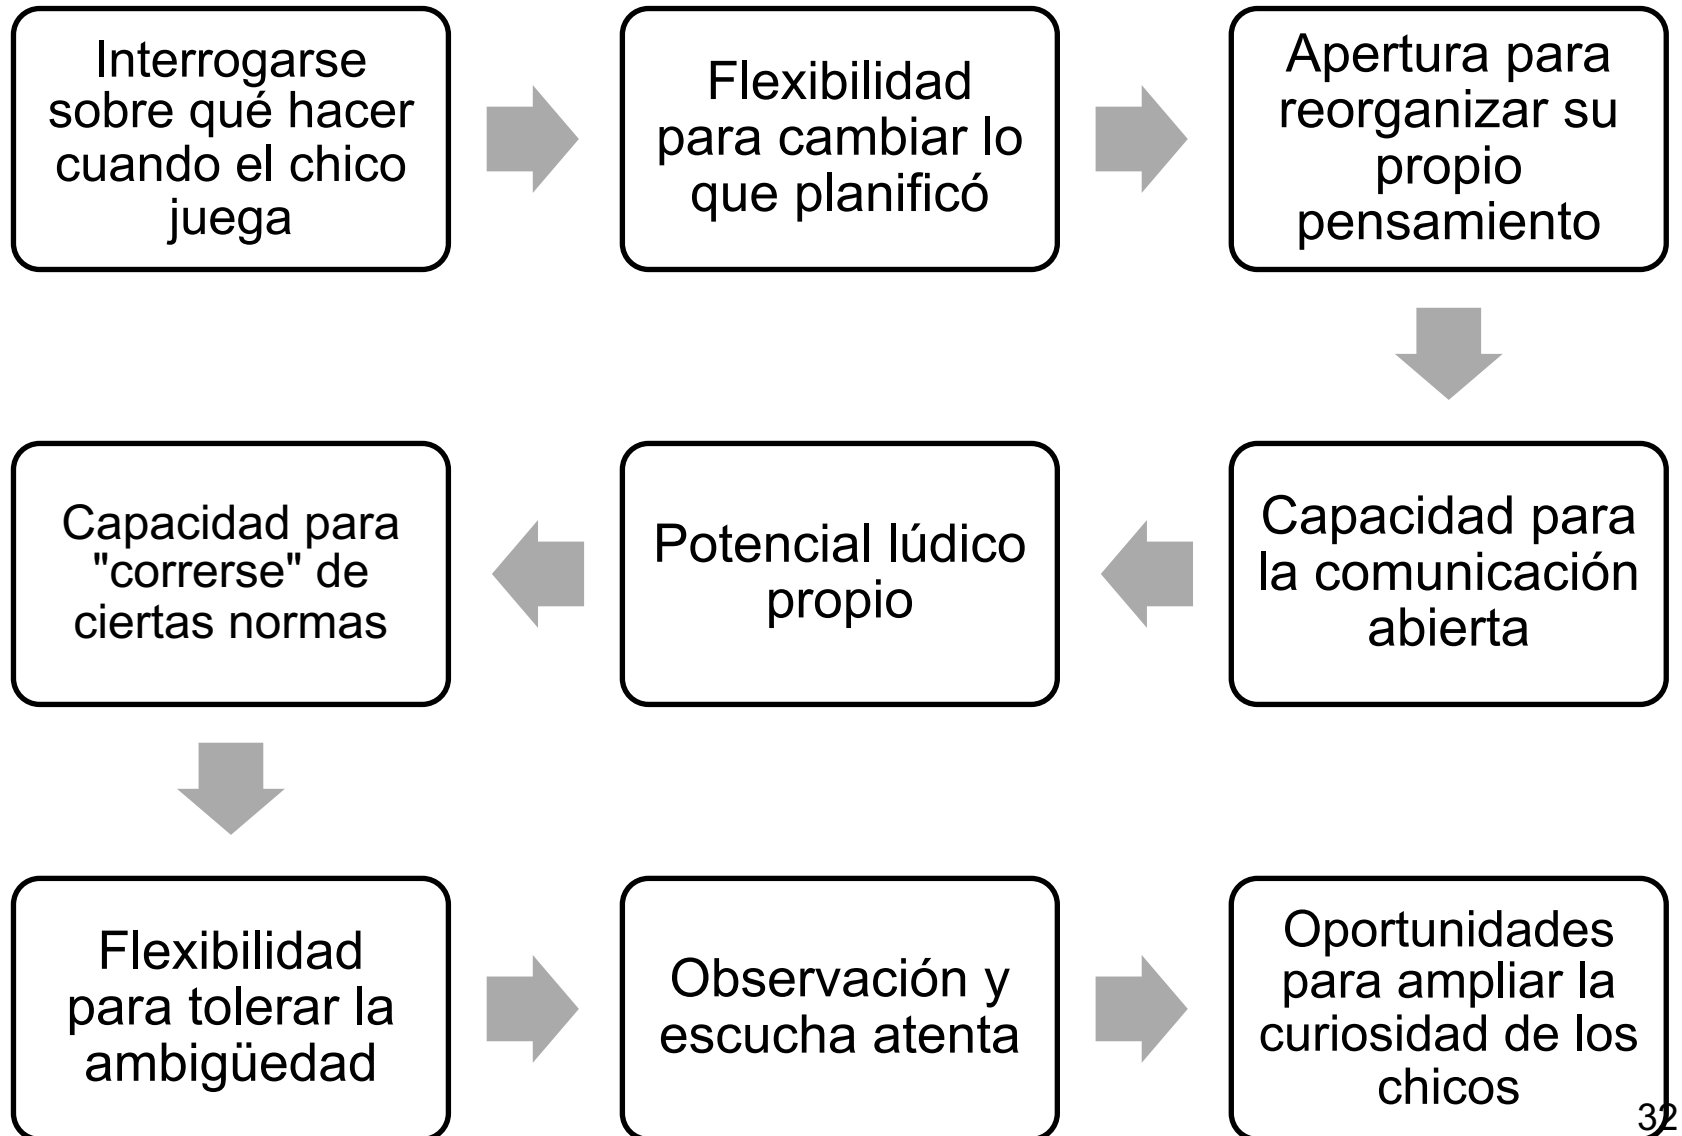 Interrogarse
sobre qué hacer
cuando el chico
juega
Flexibilidad
para cambiar lo
que planificó
Apertura para
reorganizar su
propio
pensamiento
Capacidad para
la comunicación
abierta
Potencial lúdico
propio
Capacidad para
"correrse" de
ciertas normas
Flexibilidad
para tolerar la
ambigüedad
Observación y
escucha atenta
Oportunidades
para ampliar la
curiosidad de los
chicos
32